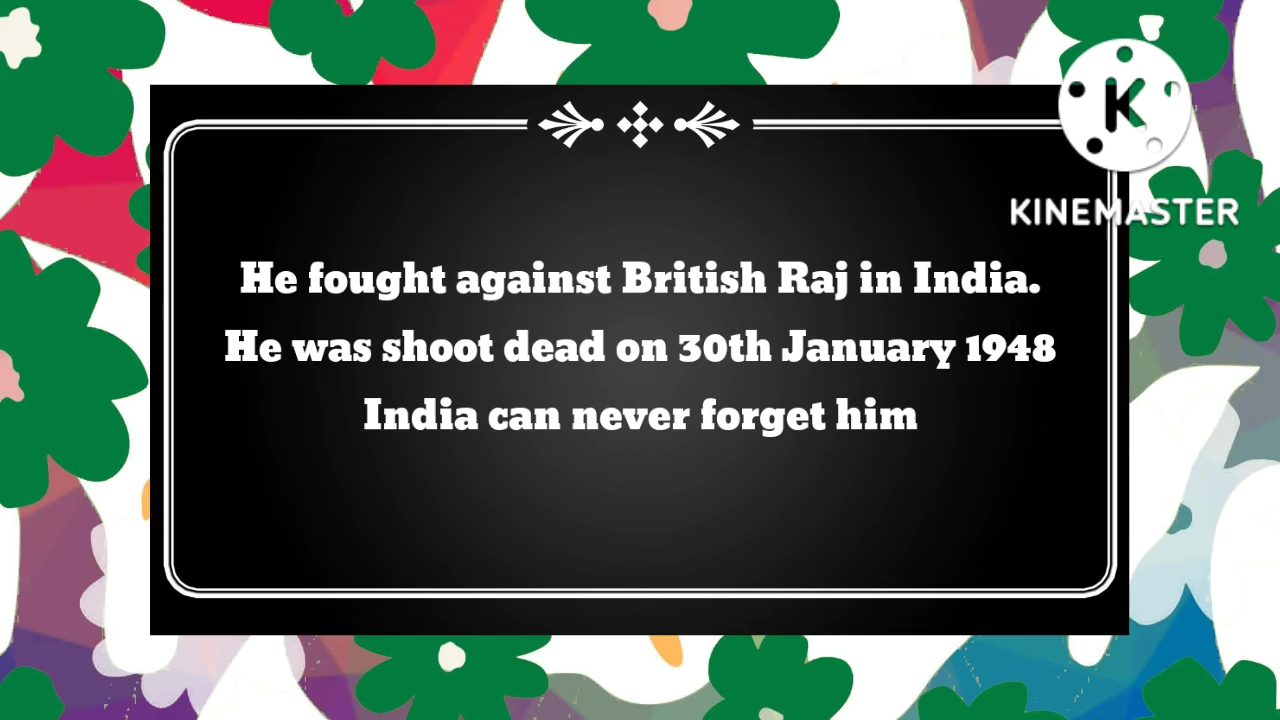 K
KINEMASTER
He fought against British Raj in India.
He was shoot dead on 30th January 1948
India can never forget him